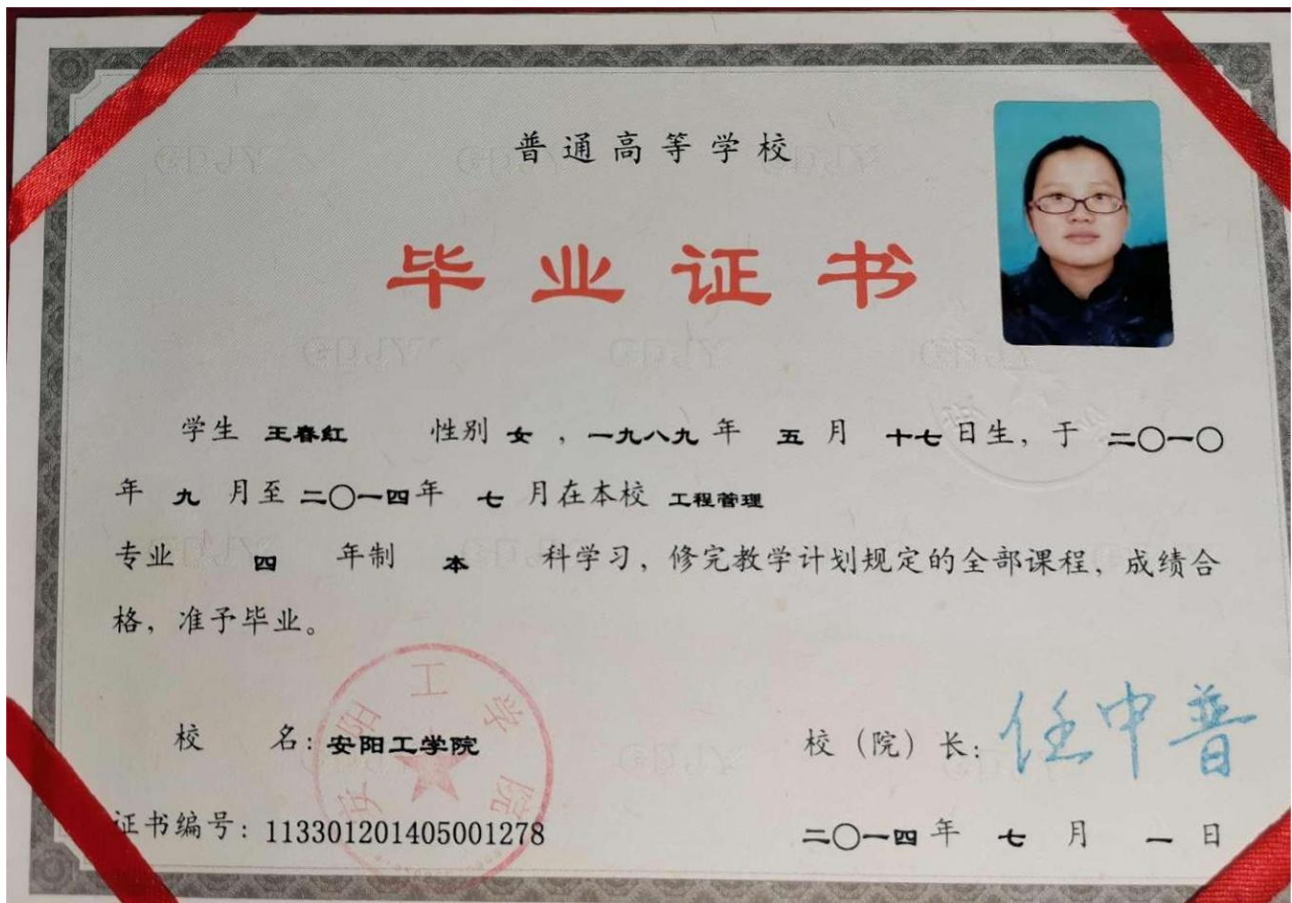 普通高等学校
毕业证书
学生 王春红 性别 女 ，一九八九 年 五 月 十七 日生，于 二〇一〇
年 九 月至 二〇一四 年 七 月在本校 工程管理
专业 四 年制 本 科学习，修完教学计划规定的全部课程，成绩合
格，准予毕业。
校 名：安阳工学院
校（院）长：任中普
安阳工学院
证书编号：113301201405001278
二〇一四 年 七 月 一 日